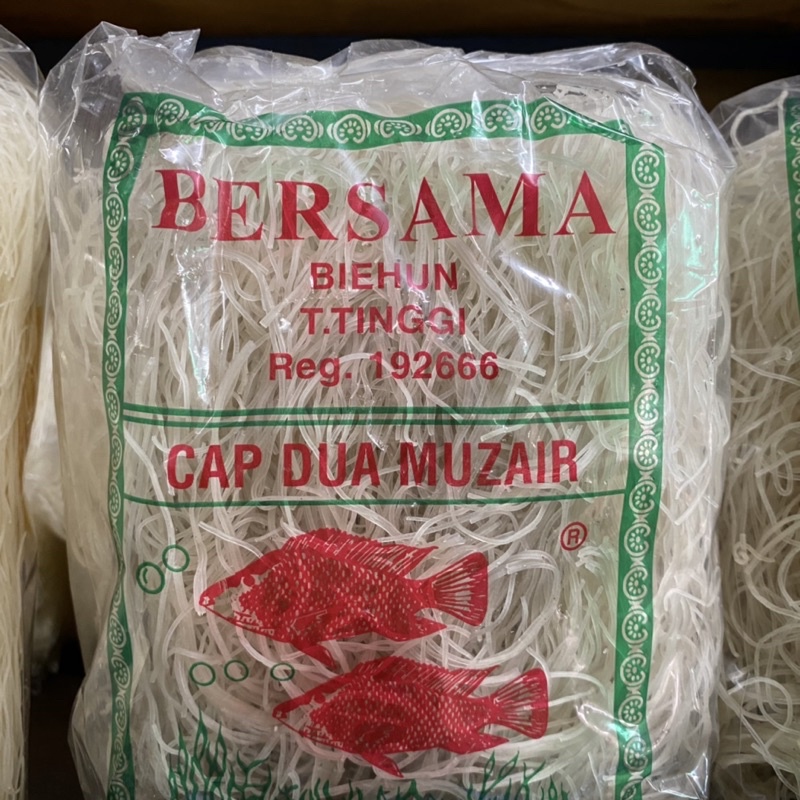 BERSAMA
BIEHUN
T.TINGGI
Reg. 192666
CAP DUA MUZAIR
®